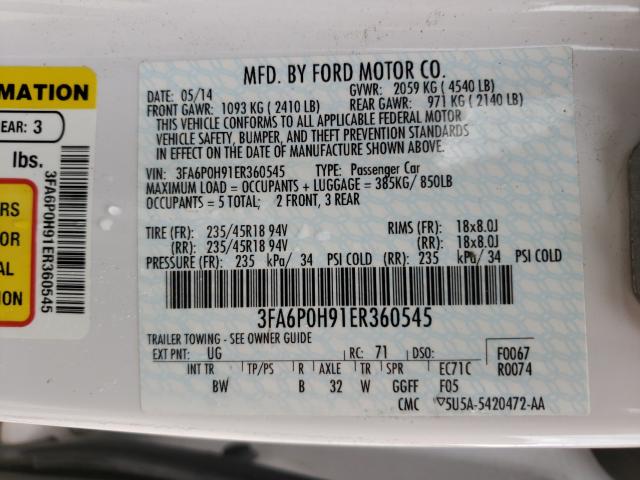 MFD. BY FORD MOTOR CO.
DATE: 05/14 GVWR: 2059 KG (4540 LB)
FRONT GAWR: 1093 KG (2410 LB) REAR GAWR: 971 KG (2140 LB)
THIS VEHICLE CONFORMS TO ALL APPLICABLE FEDERAL MOTOR
VEHICLE SAFETY, BUMPER, AND THEFT PREVENTION STANDARDS
IN EFFECT ON THE DATE OF MANUFACTURE SHOWN ABOVE.
VIN: 3FA6P0H91ER360545 TYPE: Passenger Car
MAXIMUM LOAD = OCCUPANTS + LUGGAGE = 385KG/ 850LB
OCCUPANTS = 5 TOTAL; 2 FRONT, 3 REAR
TIRE (FR): 235/45R18 94V RIMS (FR): 18x8.0J
(RR): 235/45R18 94V (RR): 18x8.0J
PRESSURE (FR): 235 kPa/ 34 PSI COLD (RR): 235 kPa/ 34 PSI COLD
3FA6P0H91ER360545
TRAILER TOWING - SEE OWNER GUIDE
EXT PNT: UG RC: 71 DSO: F0067
INT TR TP/PS R AXLE TR SPR EC71C R0074
BW B 32 W GGFF F05
CMC ▽5U5A-5420472-AA
MATION
EAR: 3
lbs.
RS
OR
AL
ION
3FA6P0H91ER360545